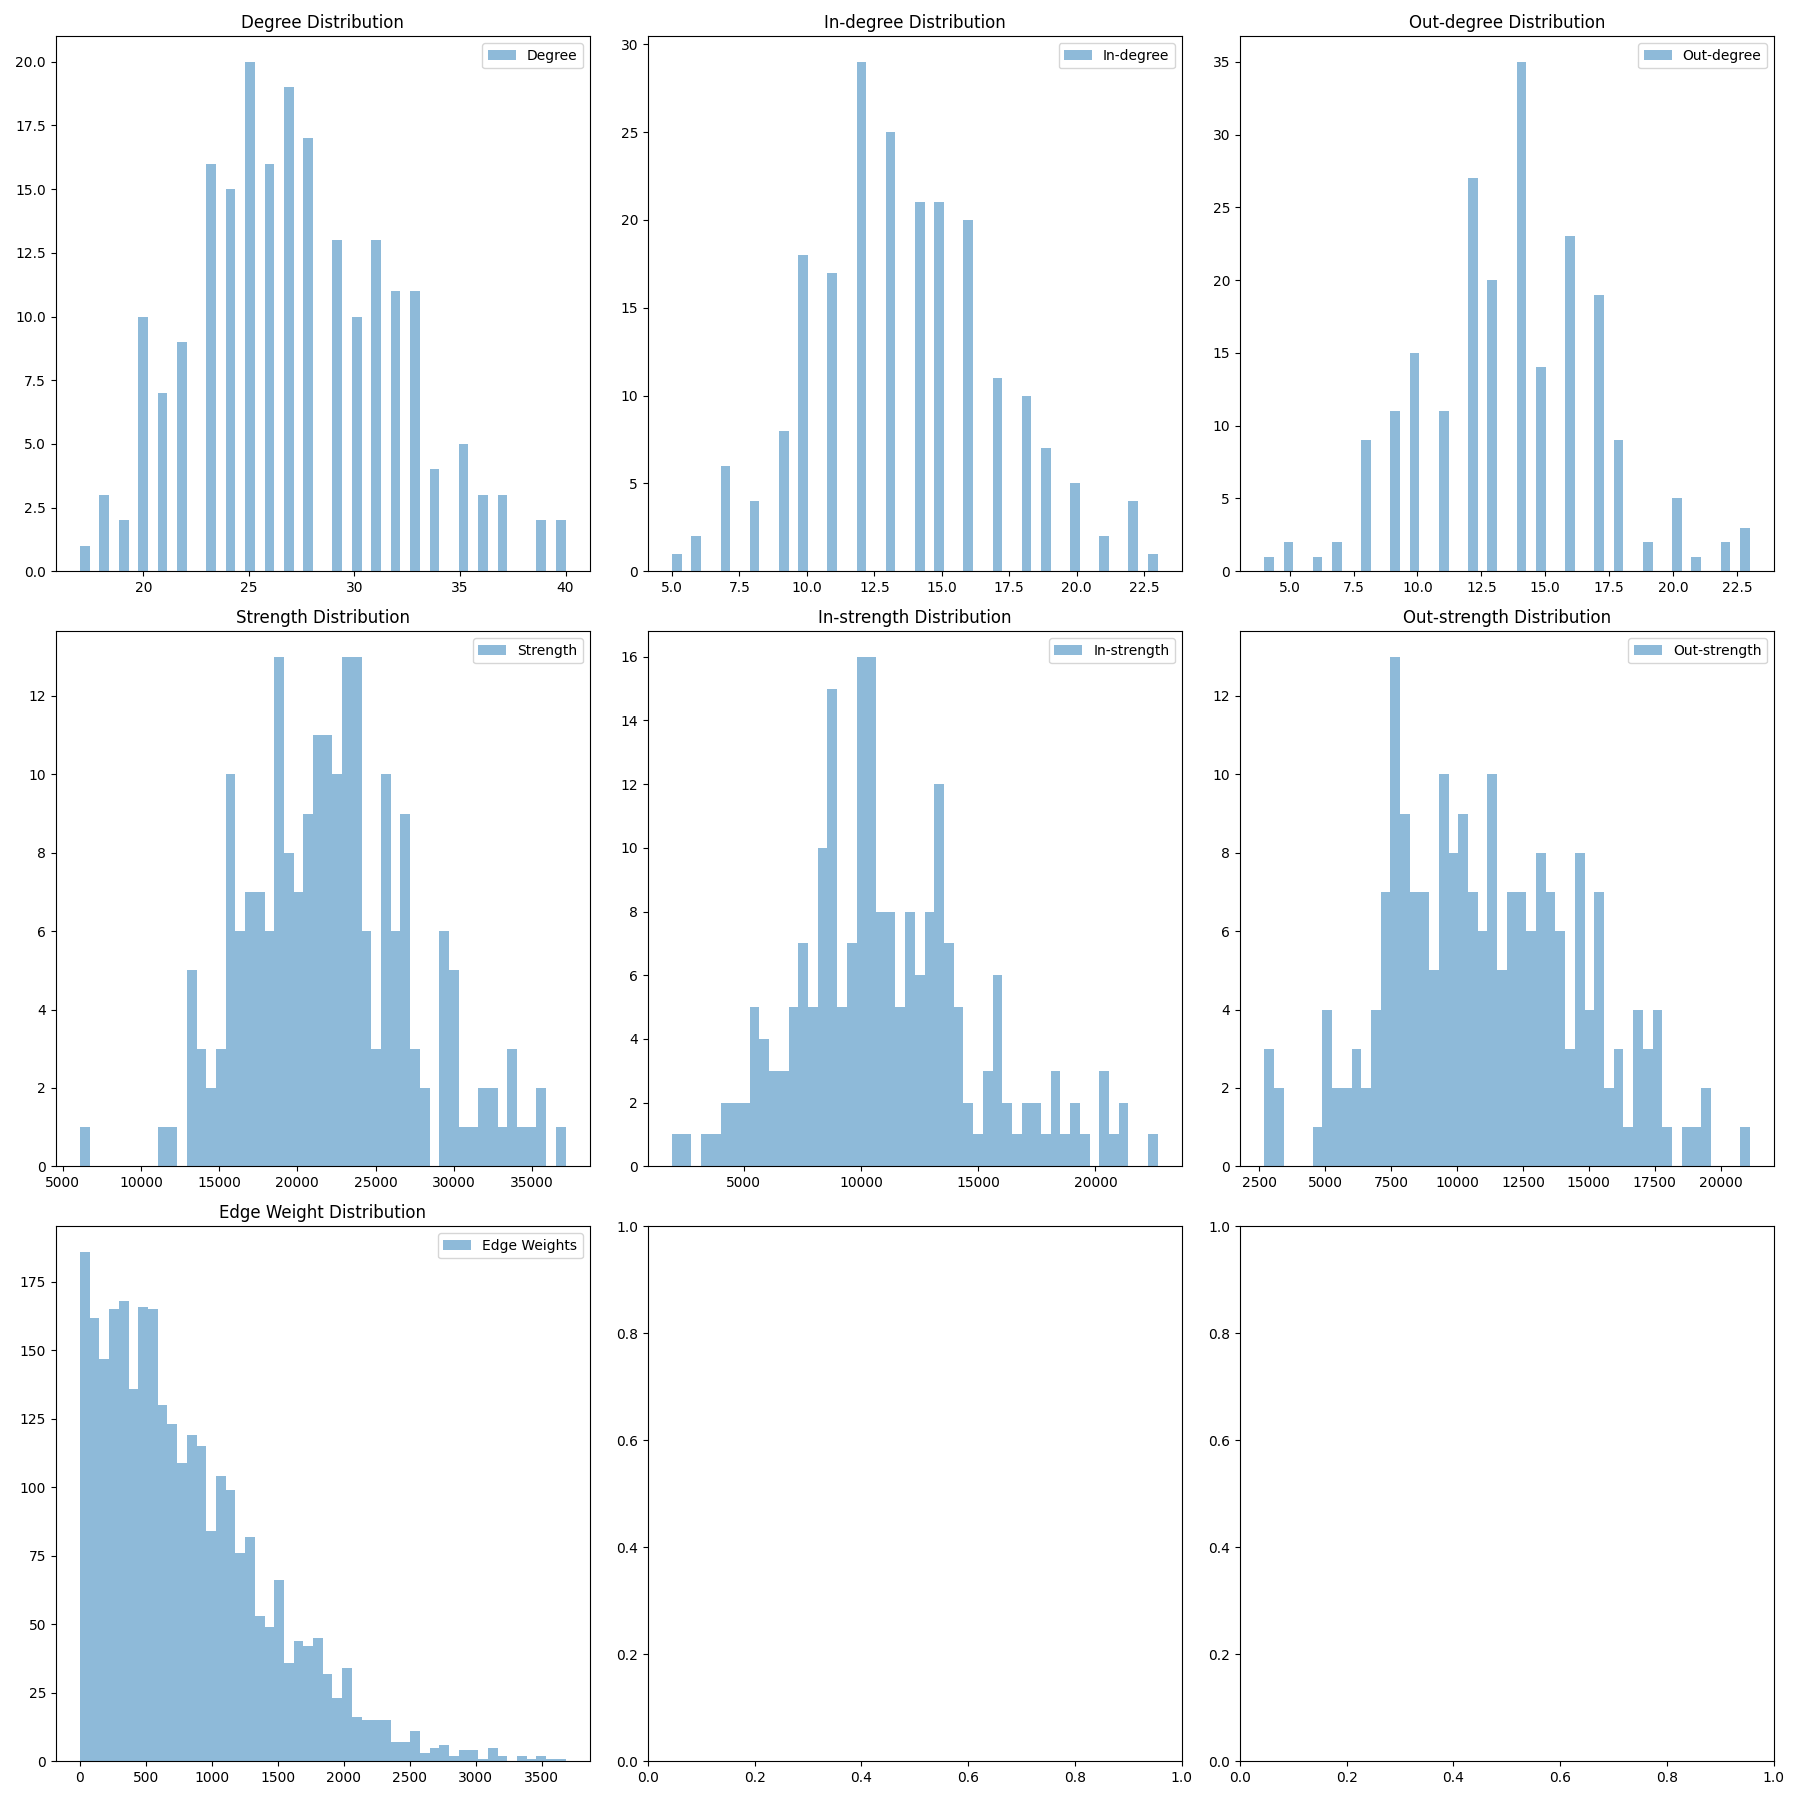 Degree Distribution
Degree
20.0
17.5
15.0
12.5
10.0
7.5
5.0
2.5
0.0
20 25 30 35 40
In-degree Distribution
In-degree
30
25
20
15
10
5
0
5.0 7.5 10.0 12.5 15.0 17.5 20.0 22.5
Out-degree Distribution
Out-degree
35
30
25
20
15
10
5
0
5.0 7.5 10.0 12.5 15.0 17.5 20.0 22.5
Strength Distribution
Strength
12
10
8
6
4
2
0
5000 10000 15000 20000 25000 30000 35000
In-strength Distribution
In-strength
16
14
12
10
8
6
4
2
0
5000 10000 15000 20000
Out-strength Distribution
Out-strength
12
10
8
6
4
2
0
2500 5000 7500 10000 12500 15000 17500 20000
Edge Weight Distribution
Edge Weights
175
150
125
100
75
50
25
0
0 500 1000 1500 2000 2500 3000 3500
1.0
0.8
0.6
0.4
0.2
0.0
0.0 0.2 0.4 0.6 0.8 1.0
1.0
0.8
0.6
0.4
0.2
0.0
0.0 0.2 0.4 0.6 0.8 1.0